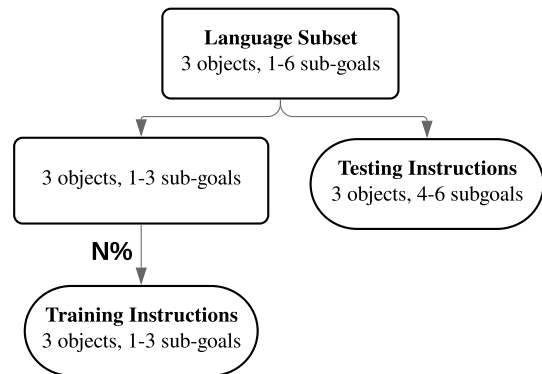 Language Subset
3 objects, 1-6 sub-goals
3 objects, 1-3 sub-goals
Testing Instructions
3 objects, 4-6 subgoals
N%
Training Instructions
3 objects, 1-3 sub-goals